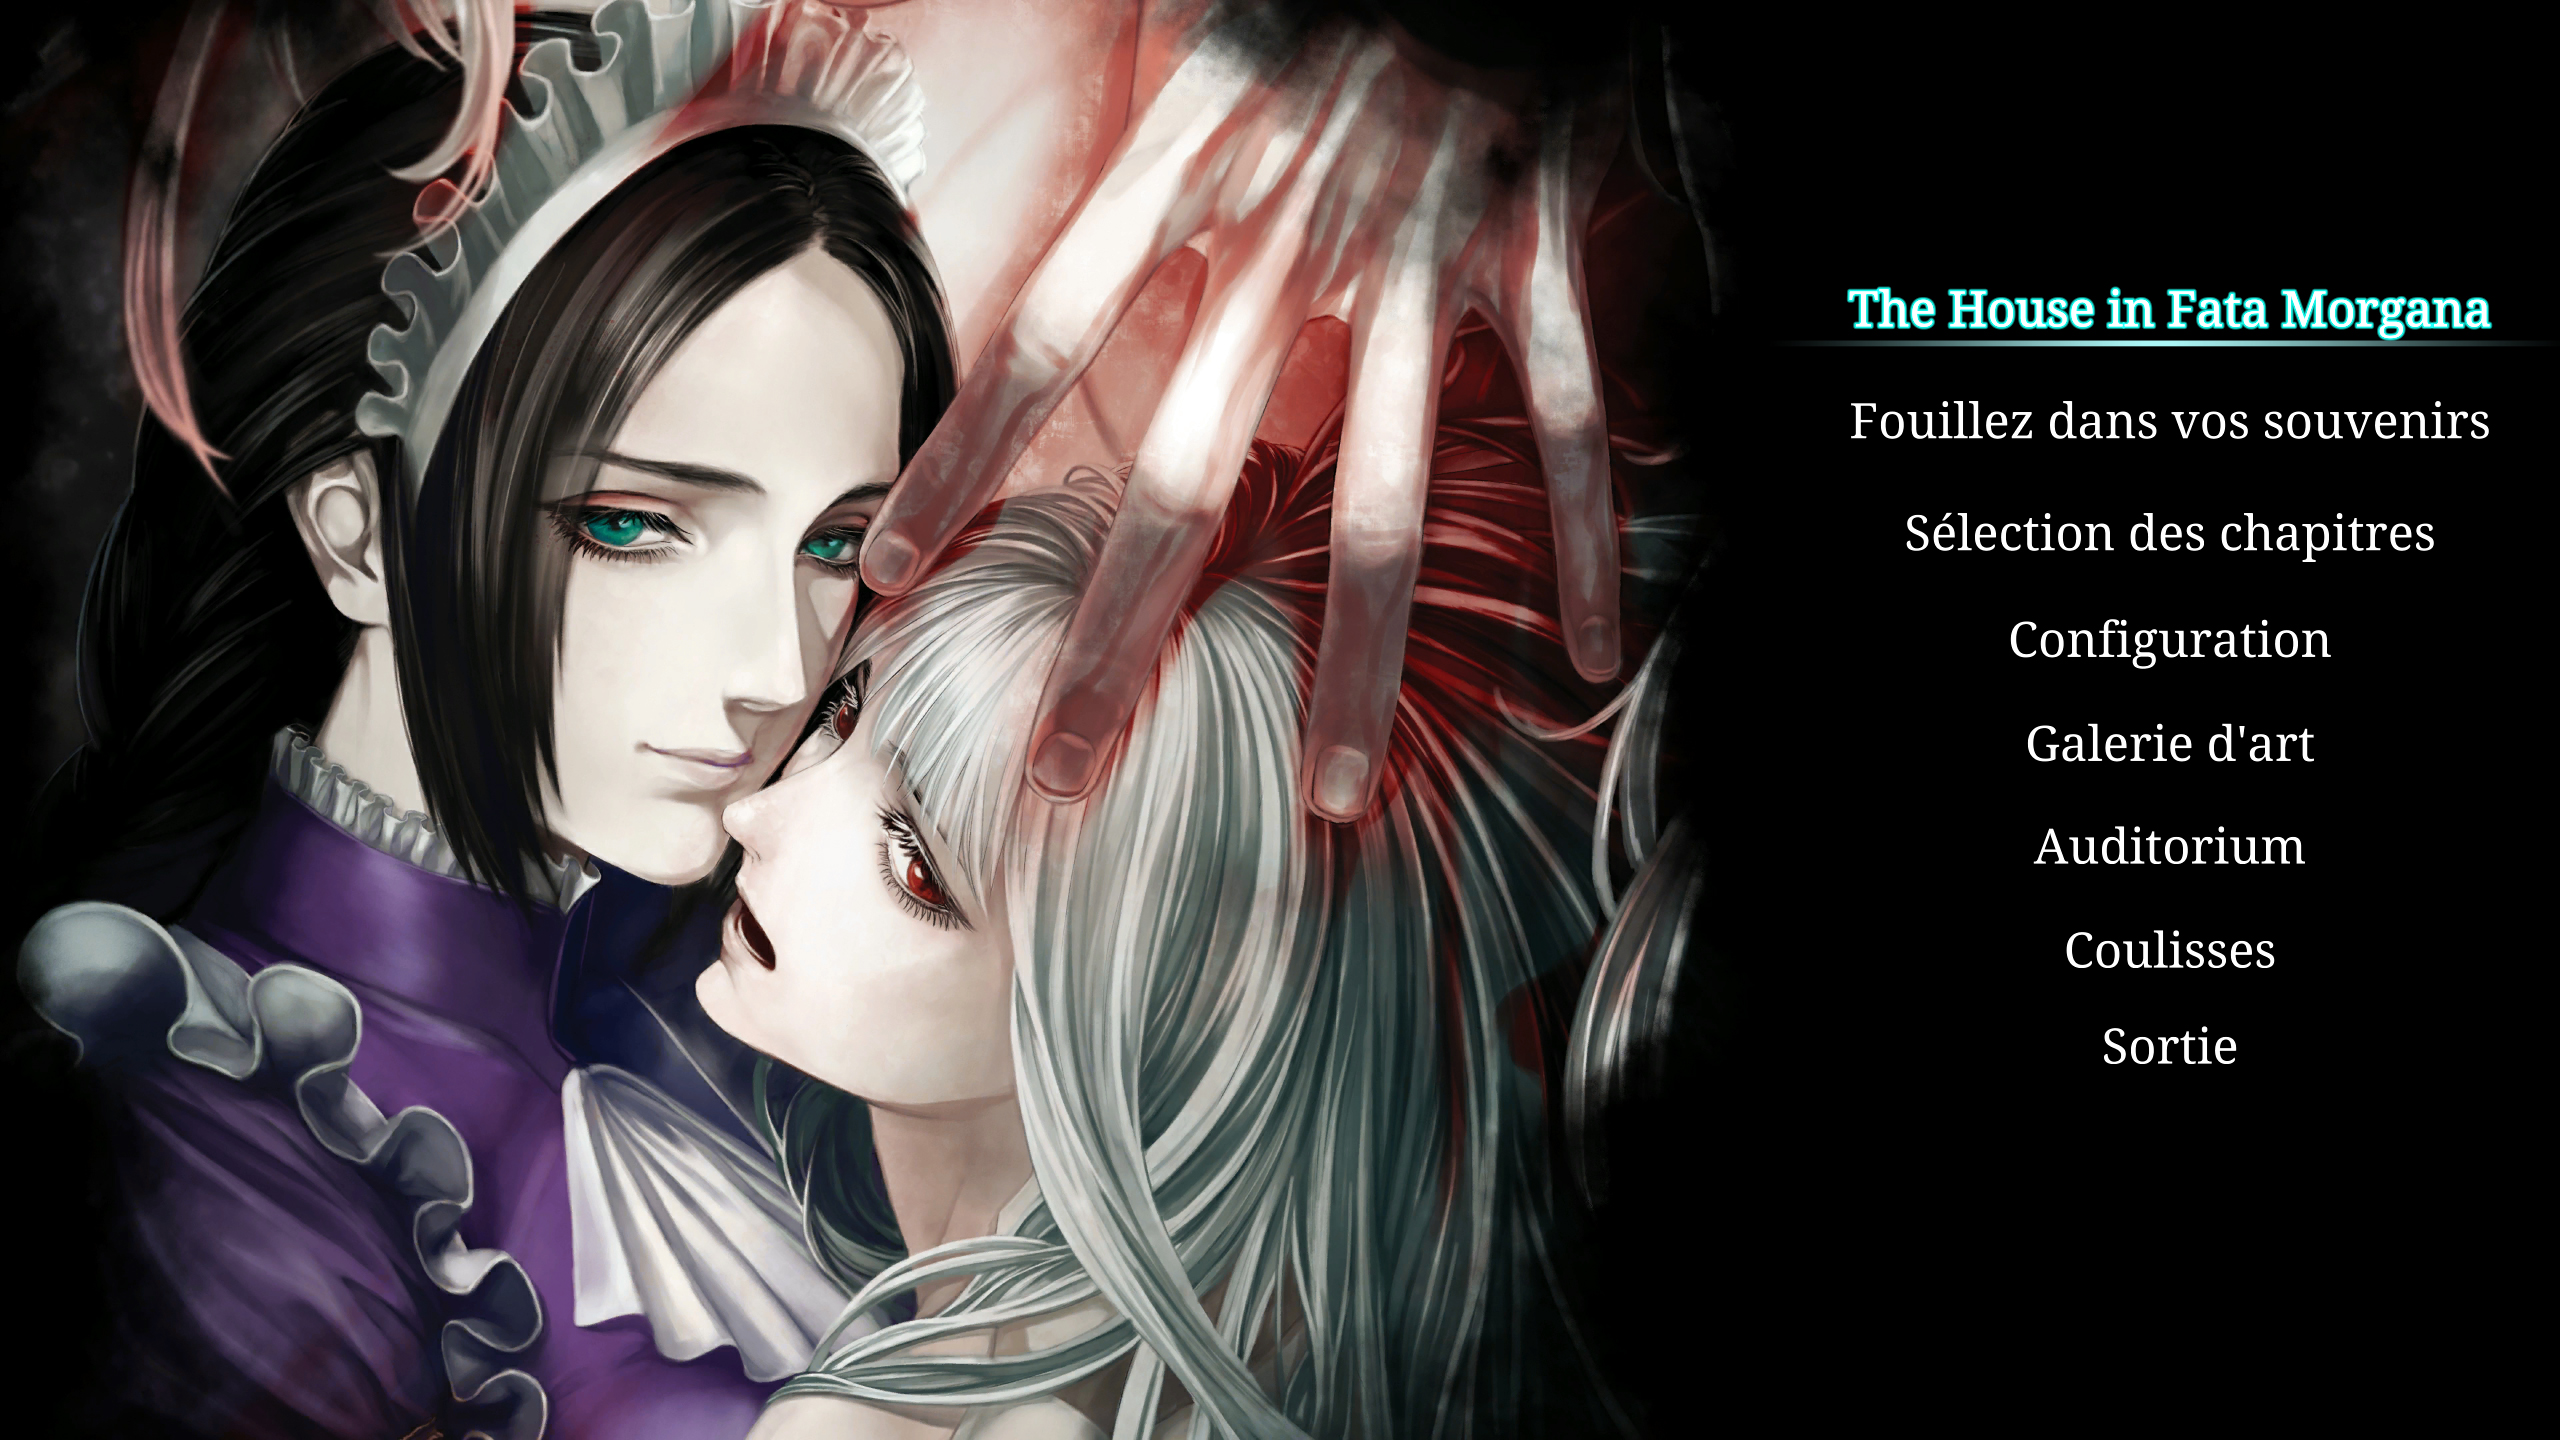 The House in Fata Morgana
Fouillez dans vos souvenirs
Sélection des chapitres
Configuration
Galerie d'art
Auditorium
Coulisses
Sortie